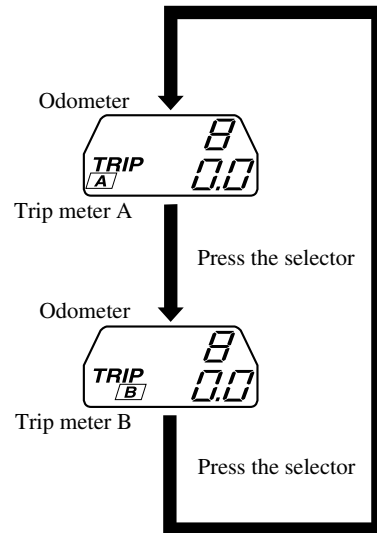 Odometer
8
TRIP
A 0.0
Trip meter A
Press the selector
Odometer
8
TRIP
B 0.0
Trip meter B
Press the selector